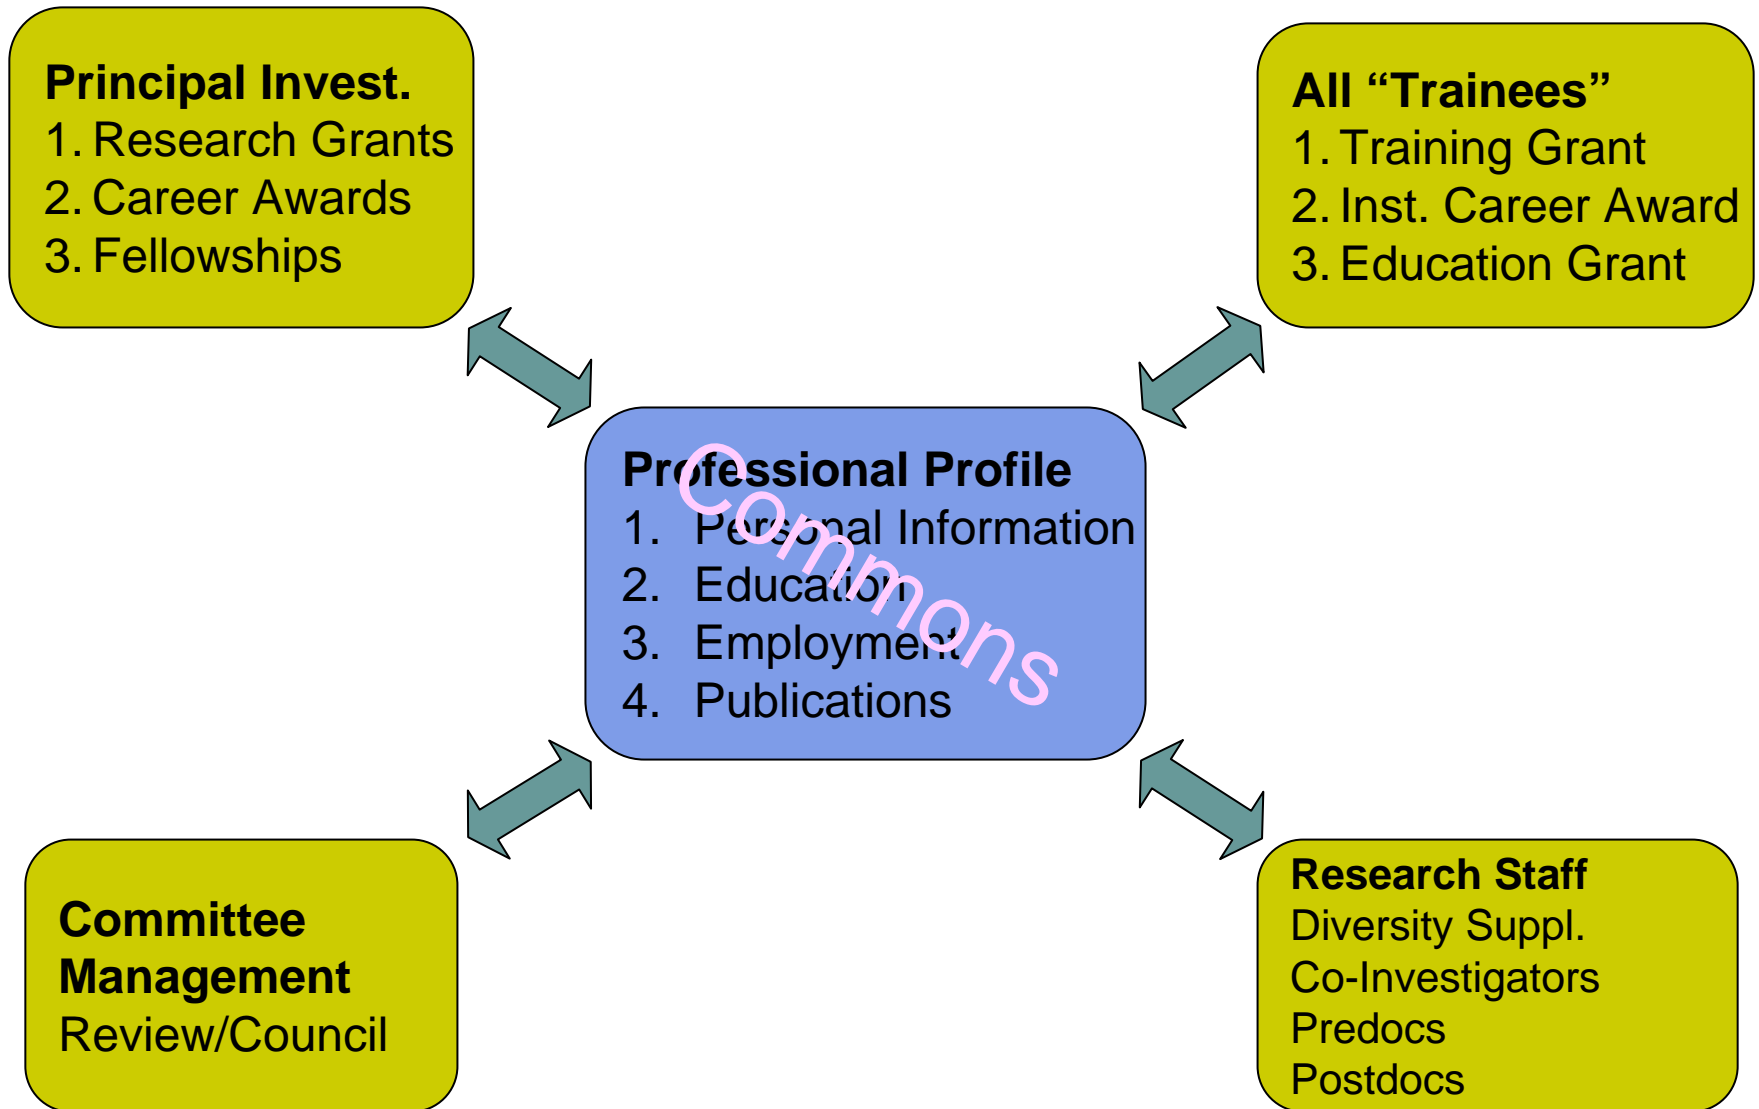 Principal Invest.
1. Research Grants
2. Career Awards
3. Fellowships
All “Trainees”
1. Training Grant
2. Inst. Career Award
3. Education Grant
Professional Profile
1. Personal Information
2. Education
3. Employment
4. Publications
Commons
Committee
Management
Review/Council
Research Staff
Diversity Suppl.
Co-Investigators
Predocs
Postdocs